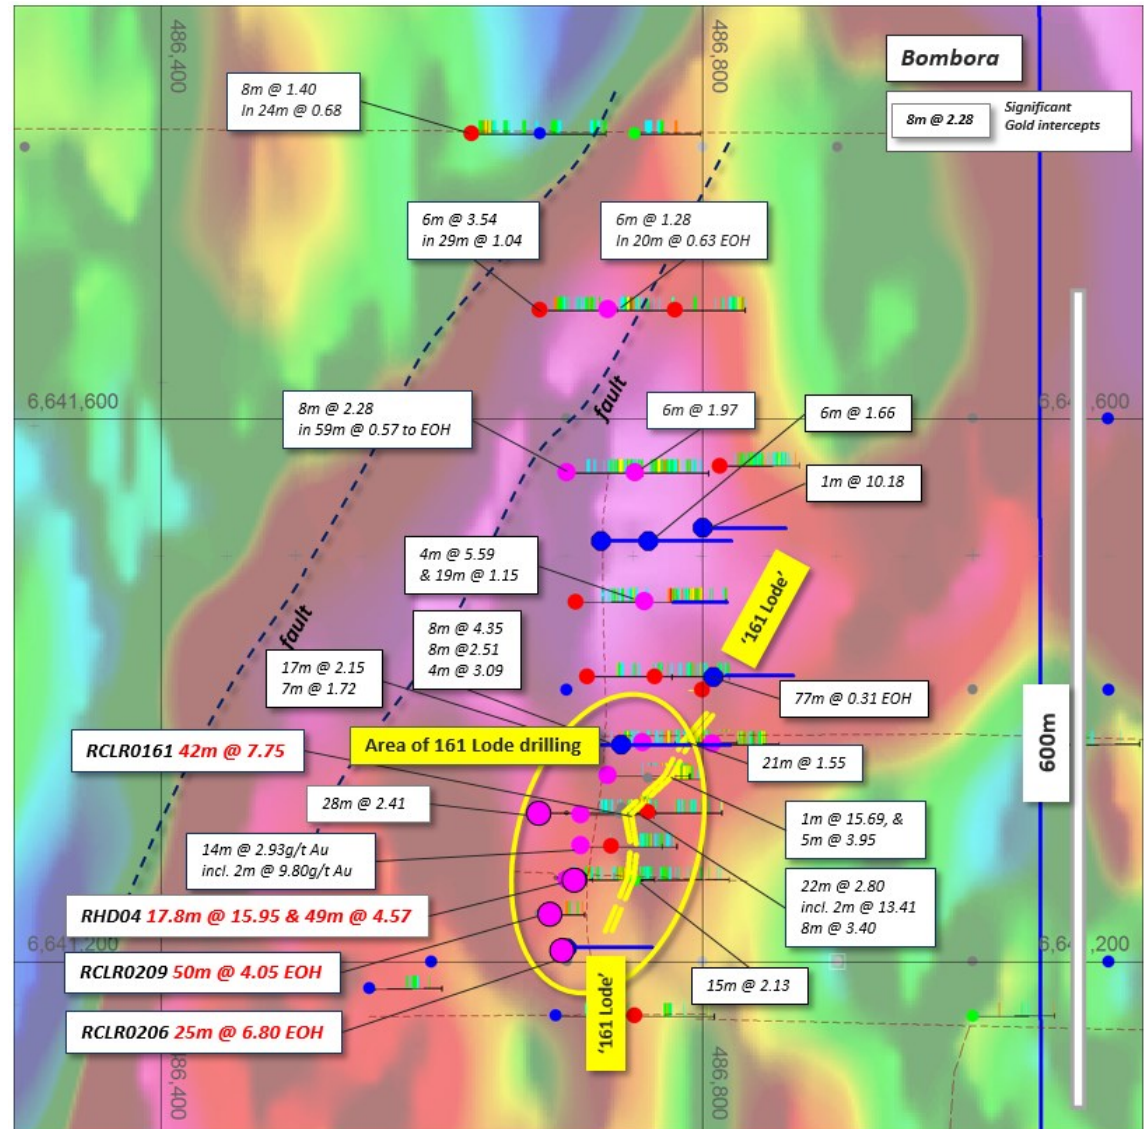 486,400
486,800
Bombora
8m @ 2.28
Significant
Gold intercepts
8m @ 1.40
In 24m @ 0.68
6m @ 3.54
in 29m @ 1.04
6m @ 1.28
In 20m @ 0.63 EOH
fault
6,641,600
8m @ 2.28
in 59m @ 0.57 to EOH
6m @ 1.97
6m @ 1.66
1m @ 10.18
4m @ 5.59
& 19m @ 1.15
'161 Lode'
fault
8m @ 4.35
8m @2.51
4m @ 3.09
17m @ 2.15
7m @ 1.72
77m @ 0.31 EOH
600m
RCLR0161 42m @ 7.75
Area of 161 Lode drilling
21m @ 1.55
28m @ 2.41
1m @ 15.69, &
5m @ 3.95
14m @ 2.93g/t Au
incl. 2m @ 9.80g/t Au
22m @ 2.80
incl. 2m @ 13.41
8m @ 3.40
RHD04 17.8m @ 15.95 & 49m @ 4.57
6,641,200
RCLR0209 50m @ 4.05 EOH
15m @ 2.13
RCLR0206 25m @ 6.80 EOH
'161 Lode'
486,400
486,800